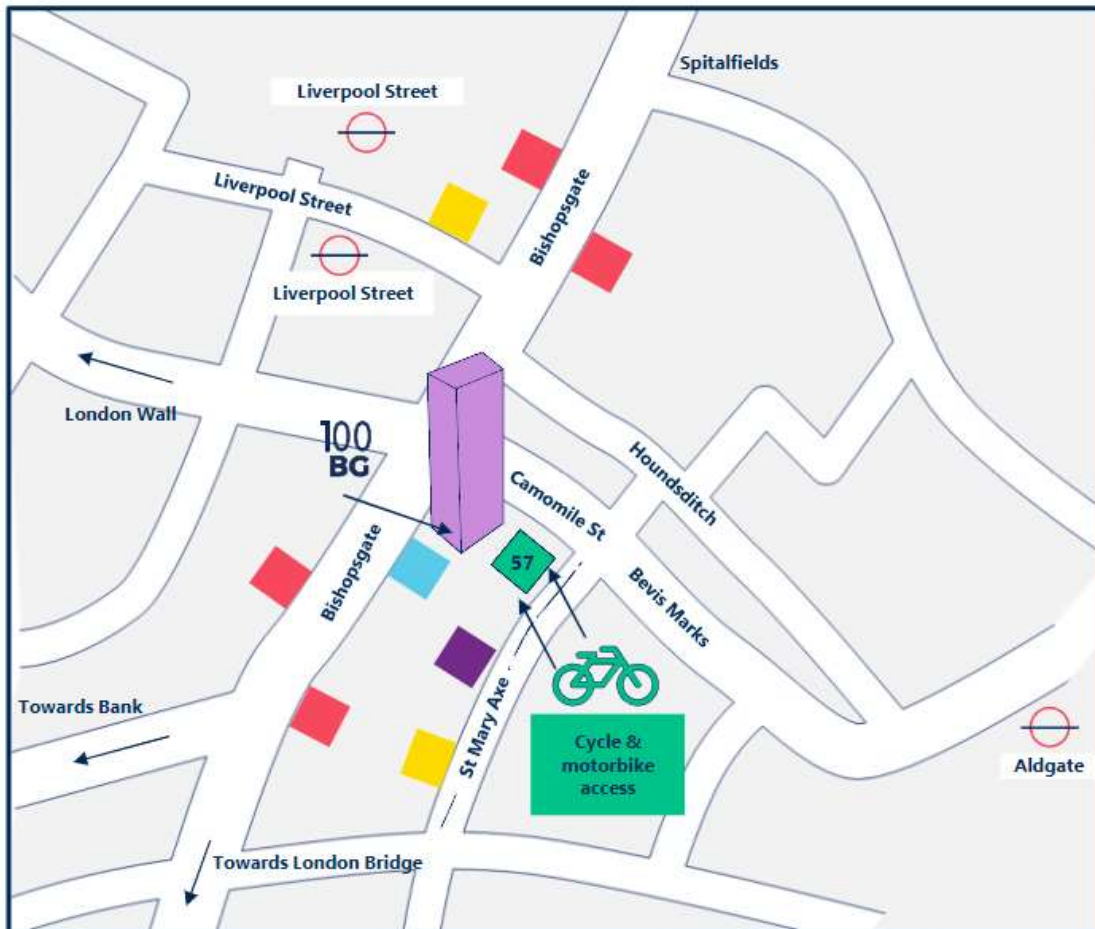 Spitalfields
Liverpool Street
Liverpool Street
Bishopsgate
Liverpool Street
London Wall
100
BG
Houndsditch
Camomile St
Bishopsgate
57
Bevis Marks
St Mary Axe
Towards Bank
Cycle &
motorbike
access
Aldgate
Towards London Bridge